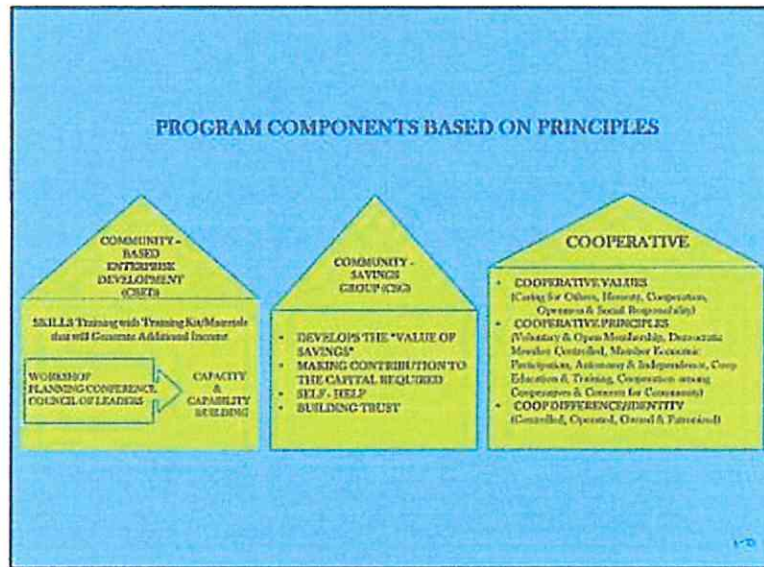 PROGRAM COMPONENTS BASED ON PRINCIPLES
COMMUNITY -
BASED
ENTERPRISE
DEVELOPMENT
(CBED)
SKILLS Training with Training Kit/Materials
that will Generate Additional Income
WORKSHOP
PLANNING CONFERENCE,
COUNCIL OF LEADERS
CAPACITY
&
CAPABILITY
BUILDING
COMMUNITY -
SAVINGS
GROUP (CSG)
• DEVELOPS THE "VALUE OF
SAVINGS"
• MAKING CONTRIBUTION TO
THE CAPITAL REQUIRED
• SELF - HELP
• BUILDING TRUST
COOPERATIVE
• COOPERATIVE VALUES
(Caring for Others, Honesty, Cooperation,
Openness & Social Responsibility)
• COOPERATIVE PRINCIPLES
(Voluntary & Open Membership, Democratic
Member Controlled, Member Economic
Participation, Autonomy & Independence, Coop
Education & Training, Cooperation among
Cooperatives & Concern for Community)
• COOP DIFFERENCE/IDENTITY
(Controlled, Operated, Owned & Patronized)